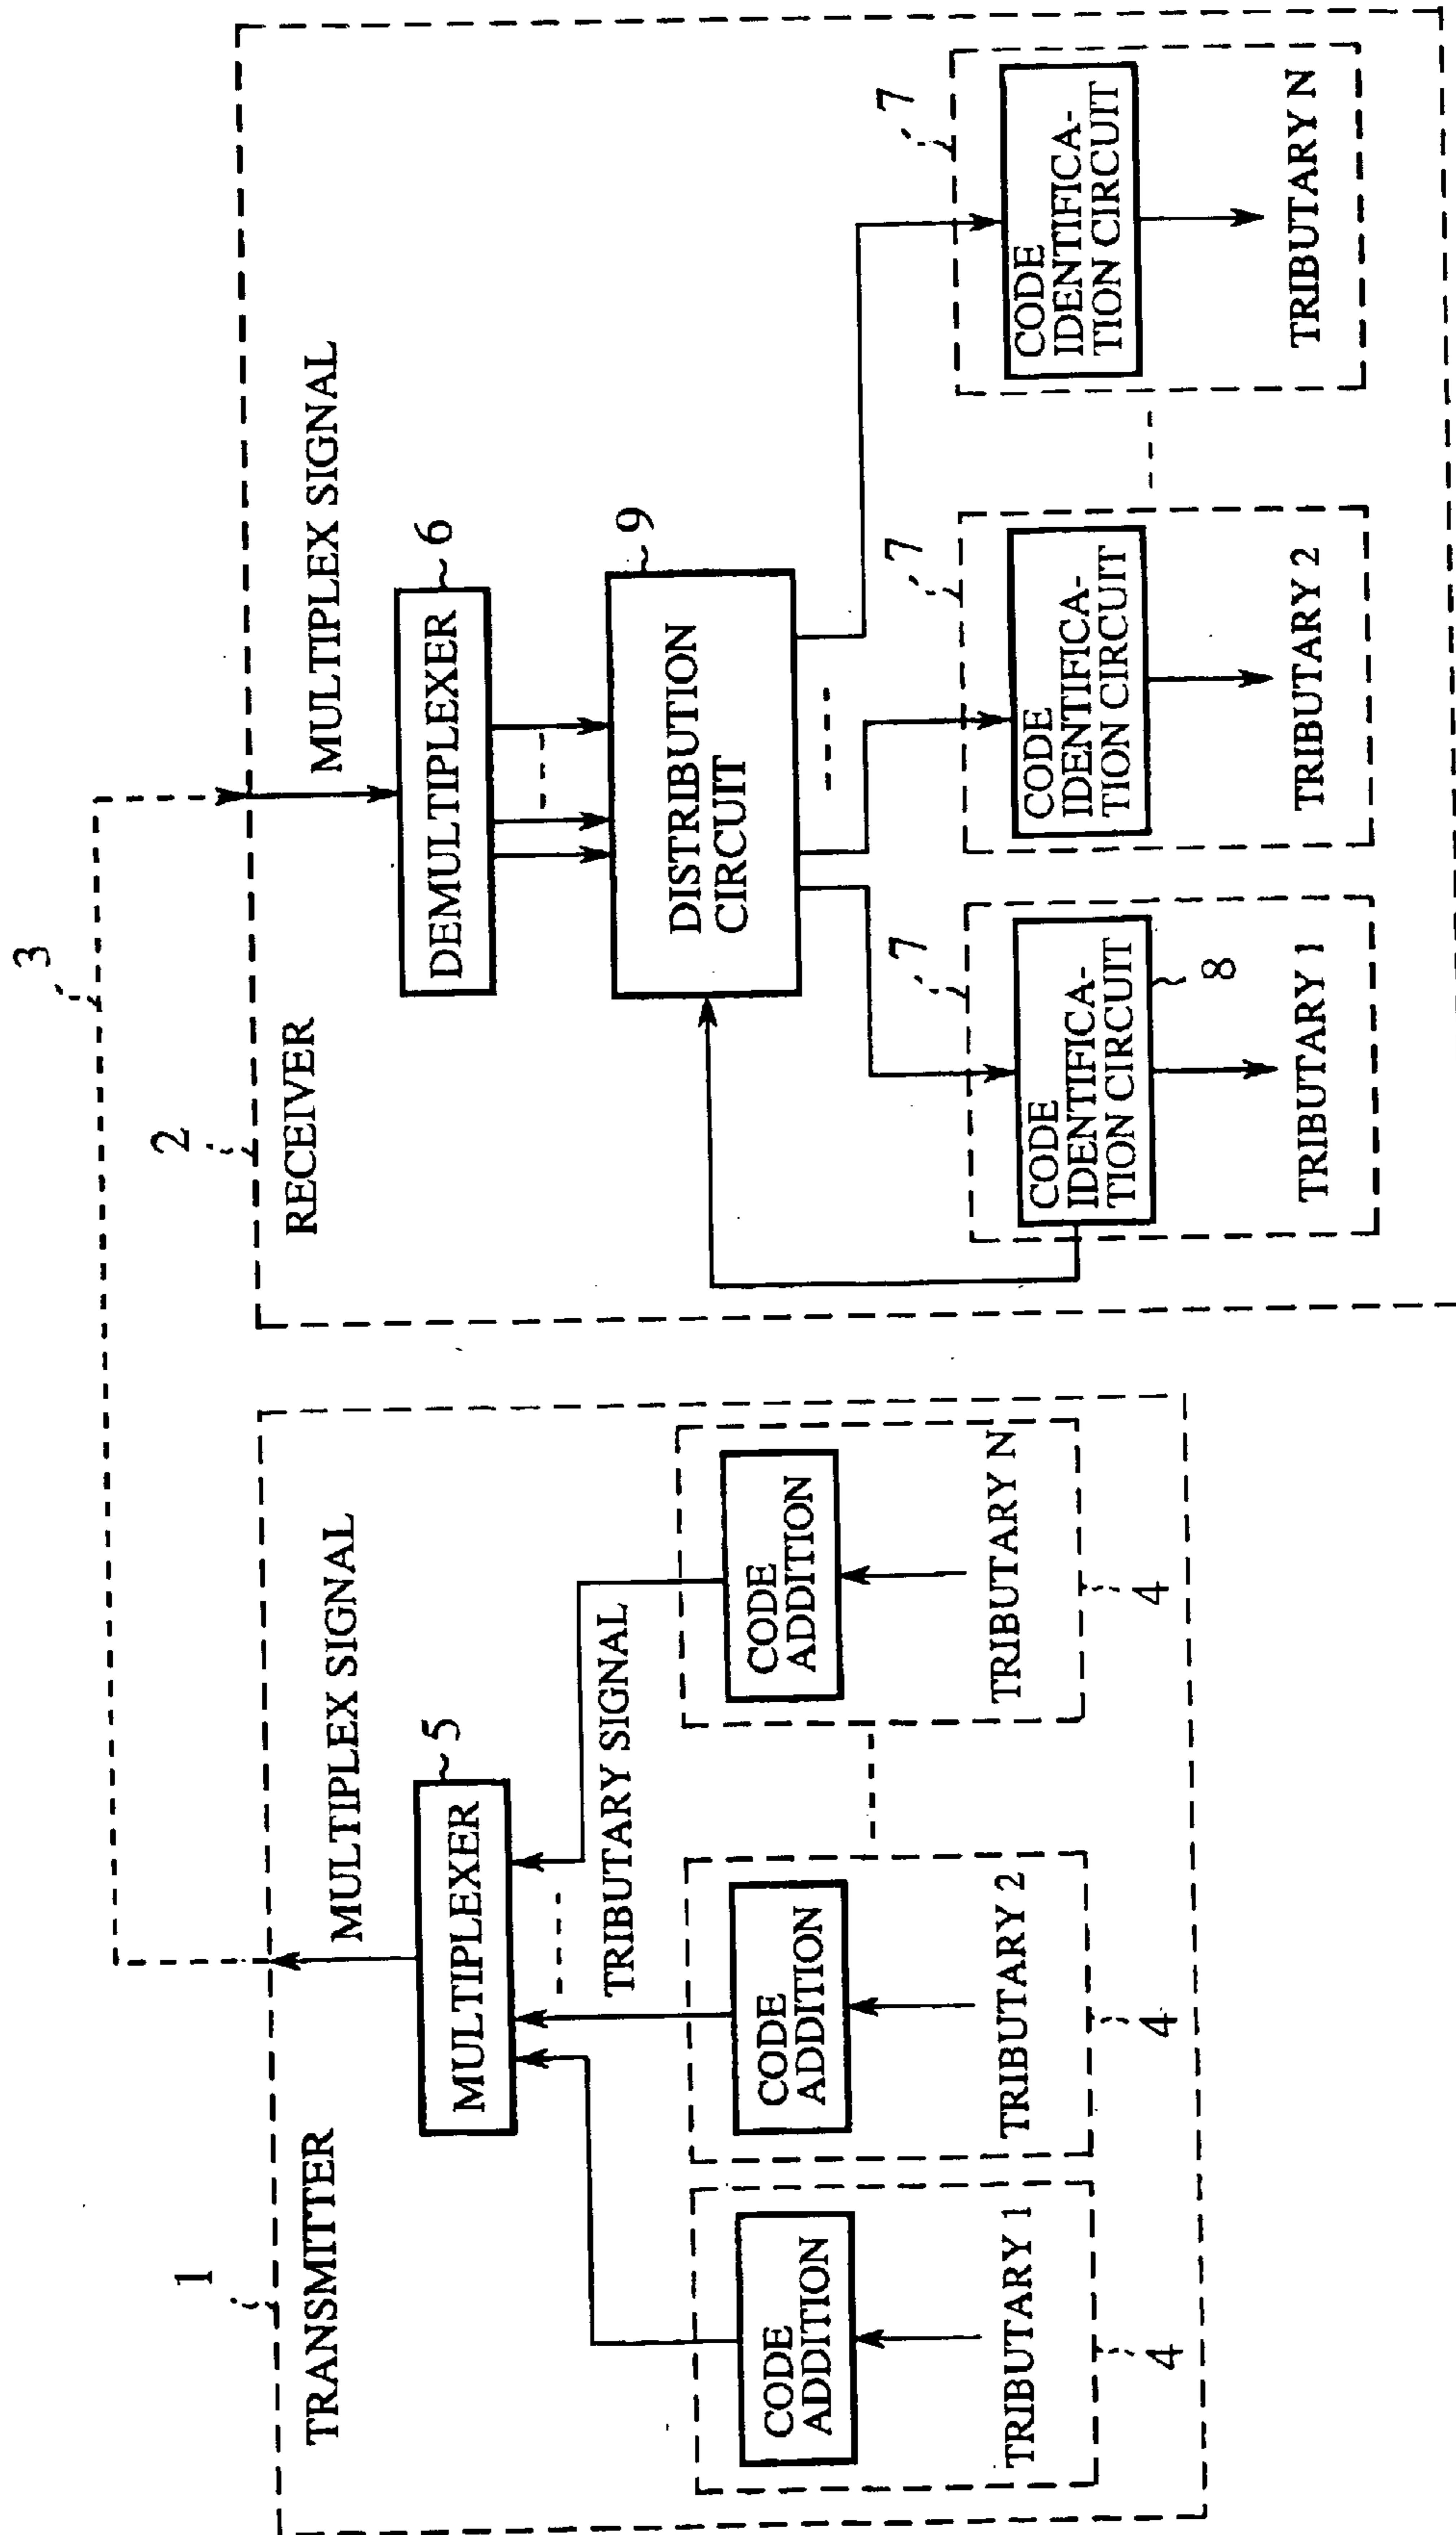 3
1
TRANSMITTER
MULTIPLEX SIGNAL
MULTIPLEXER
5
TRIBUTARY SIGNAL
CODE
ADDITION
CODE
ADDITION
CODE
ADDITION
TRIBUTARY 1
TRIBUTARY 2
TRIBUTARY N
4
4
4
2
RECEIVER
MULTIPLEX SIGNAL
DEMULTIPLEXER
6
DISTRIBUTION
CIRCUIT
9
7
7
7
CODE
IDENTIFICA-
TION CIRCUIT
8
CODE
IDENTIFICA-
TION CIRCUIT
CODE
IDENTIFICA-
TION CIRCUIT
TRIBUTARY 1
TRIBUTARY 2
TRIBUTARY N